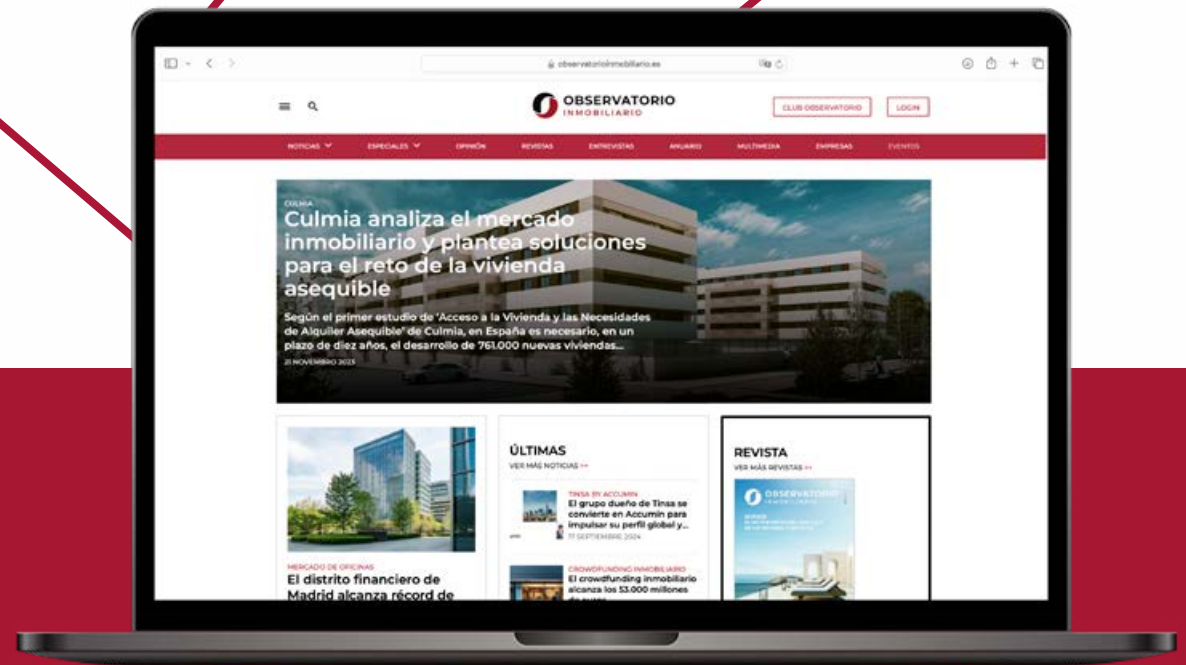 observatorioinmobiliario.es
OBSERVATORIO
INMOBILIARIO
CLUB OBSERVATORIO
LOGIN
NOTICIAS
ESPECIALES
OPINIÓN
REVISTAS
ENTREVISTAS
ANUARIO
MULTIMEDIA
EMPRESAS
EVENTOS
CULMIA
Culmia analiza el mercado
inmobiliario y plantea soluciones
para el reto de la vivienda
asequible
Según el primer estudio de 'Acceso a la Vivienda y las Necesidades
de Alquiler Asequible' de Culmia, en España es necesario, en un
plazo de diez años, el desarrollo de 761.000 nuevas viviendas...
21 NOVIEMBRE 2023
MERCADO DE OFICINAS
El distrito financiero de
Madrid alcanza récord de
ÚLTIMAS
VER MÁS NOTICIAS >>
TINSA BY ACCUMIN
El grupo dueño de Tinsa se
convierte en Accumin para
impulsar su perfil global y...
17 SEPTIEMBRE 2024
CROWDFUNDING INMOBILIARIO
El crowdfunding inmobiliario
alcanza los 53.000 millones
de euros
REVISTA
VER MÁS REVISTAS >>
OBSERVATORIO
INMOBILIARIO